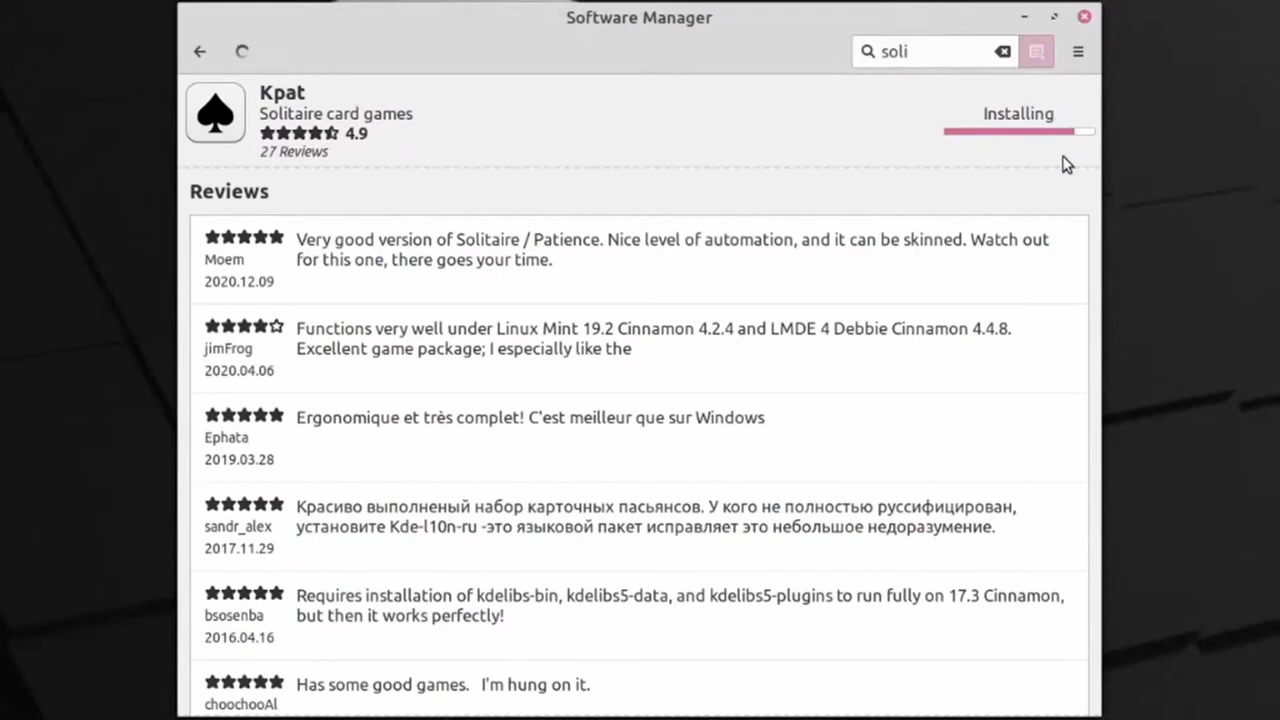 Software Manager
soli
Kpat
Solitaire card games
4.9
27 Reviews
Installing
Reviews
Very good version of Solitaire / Patience. Nice level of automation, and it can be skinned. Watch out
for this one, there goes your time.
Moem
2020.12.09
Functions very well under Linux Mint 19.2 Cinnamon 4.2.4 and LMDE 4 Debbie Cinnamon 4.4.8.
Excellent game package; I especially like the
jimFrog
2020.04.06
Ergonomique et très complet! C'est meilleur que sur Windows
Ephata
2019.03.28
Красиво выполненый набор карточных пасьянсов. У кого не полностью руссифицирован,
установите Kde-l10n-ru -это языковой пакет исправляет это небольшое недоразумение.
sandr_alex
2017.11.29
Requires installation of kdelibs-bin, kdelibs5-data, and kdelibs5-plugins to run fully on 17.3 Cinnamon,
but then it works perfectly!
bsosenba
2016.04.16
Has some good games.   I'm hung on it.
choochooAl